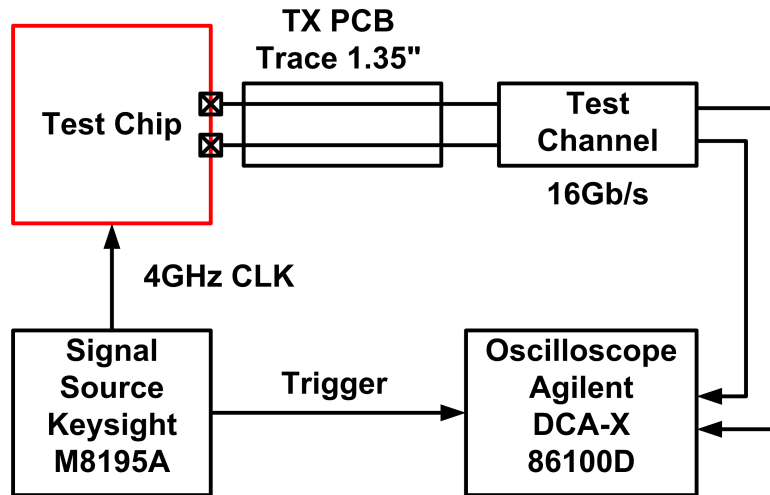 TX PCB
Trace 1.35"
Test Chip
Test
Channel
16Gb/s
4GHz CLK
Signal
Source
Keysight
M8195A
Trigger
Oscilloscope
Agilent
DCA-X
86100D